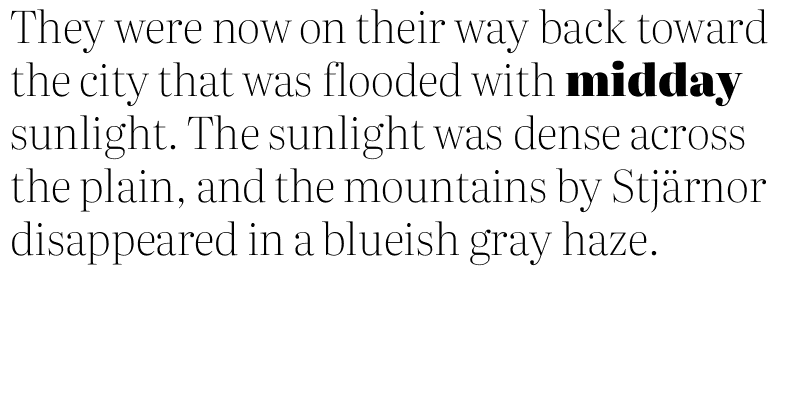 They were now on their way back toward
the city that was flooded with midday
sunlight. The sunlight was dense across
the plain, and the mountains by Stjärnor
disappeared in a blueish gray haze.